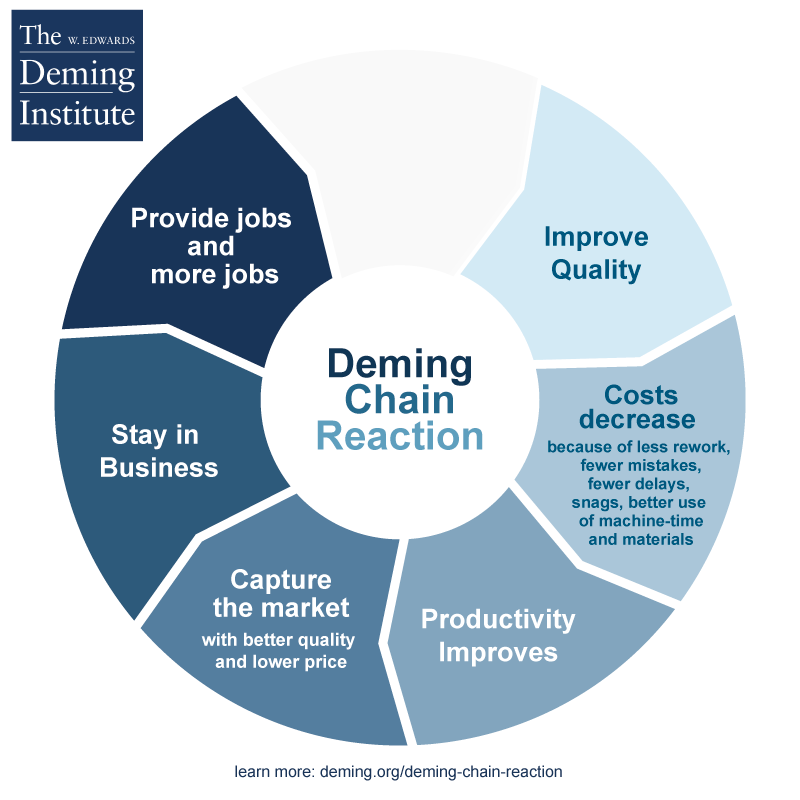 The W. EDWARDS
Deming
Institute
Improve
Quality
Costs
decrease
because of less rework,
fewer mistakes,
fewer delays,
snags, better use
of machine-time
and materials
Productivity
Improves
Capture
the market
with better quality
and lower price
Stay in
Business
Provide jobs
and
more jobs
Deming
Chain
Reaction
learn more: deming.org/deming-chain-reaction